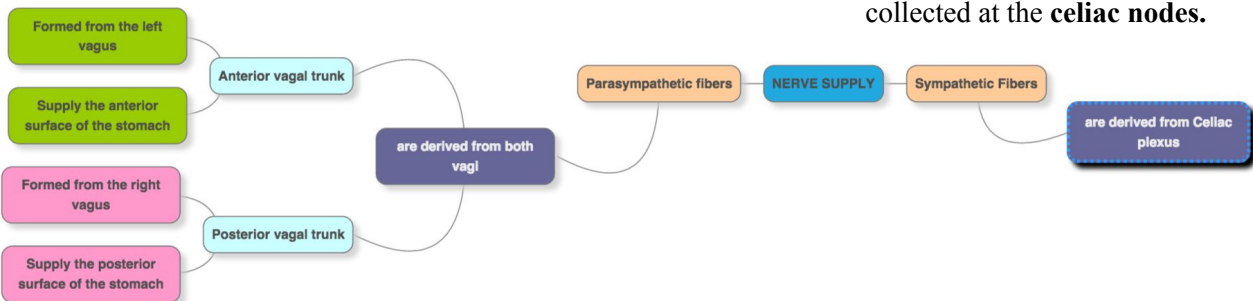 collected at the celiac nodes.
Formed from the left
vagus
Anterior vagal trunk
Supply the anterior
surface of the stomach
Parasympathetic fibers
NERVE SUPPLY
Sympathetic Fibers
are derived from Celiac
plexus
are derived from both
vagi
Formed from the right
vagus
Posterior vagal trunk
Supply the posterior
surface of the stomach